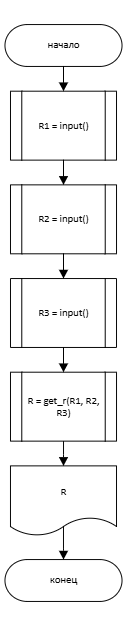 начало
R1 = input()
R2 = input()
R3 = input()
R = get_r(R1, R2,
R3)
R
конец